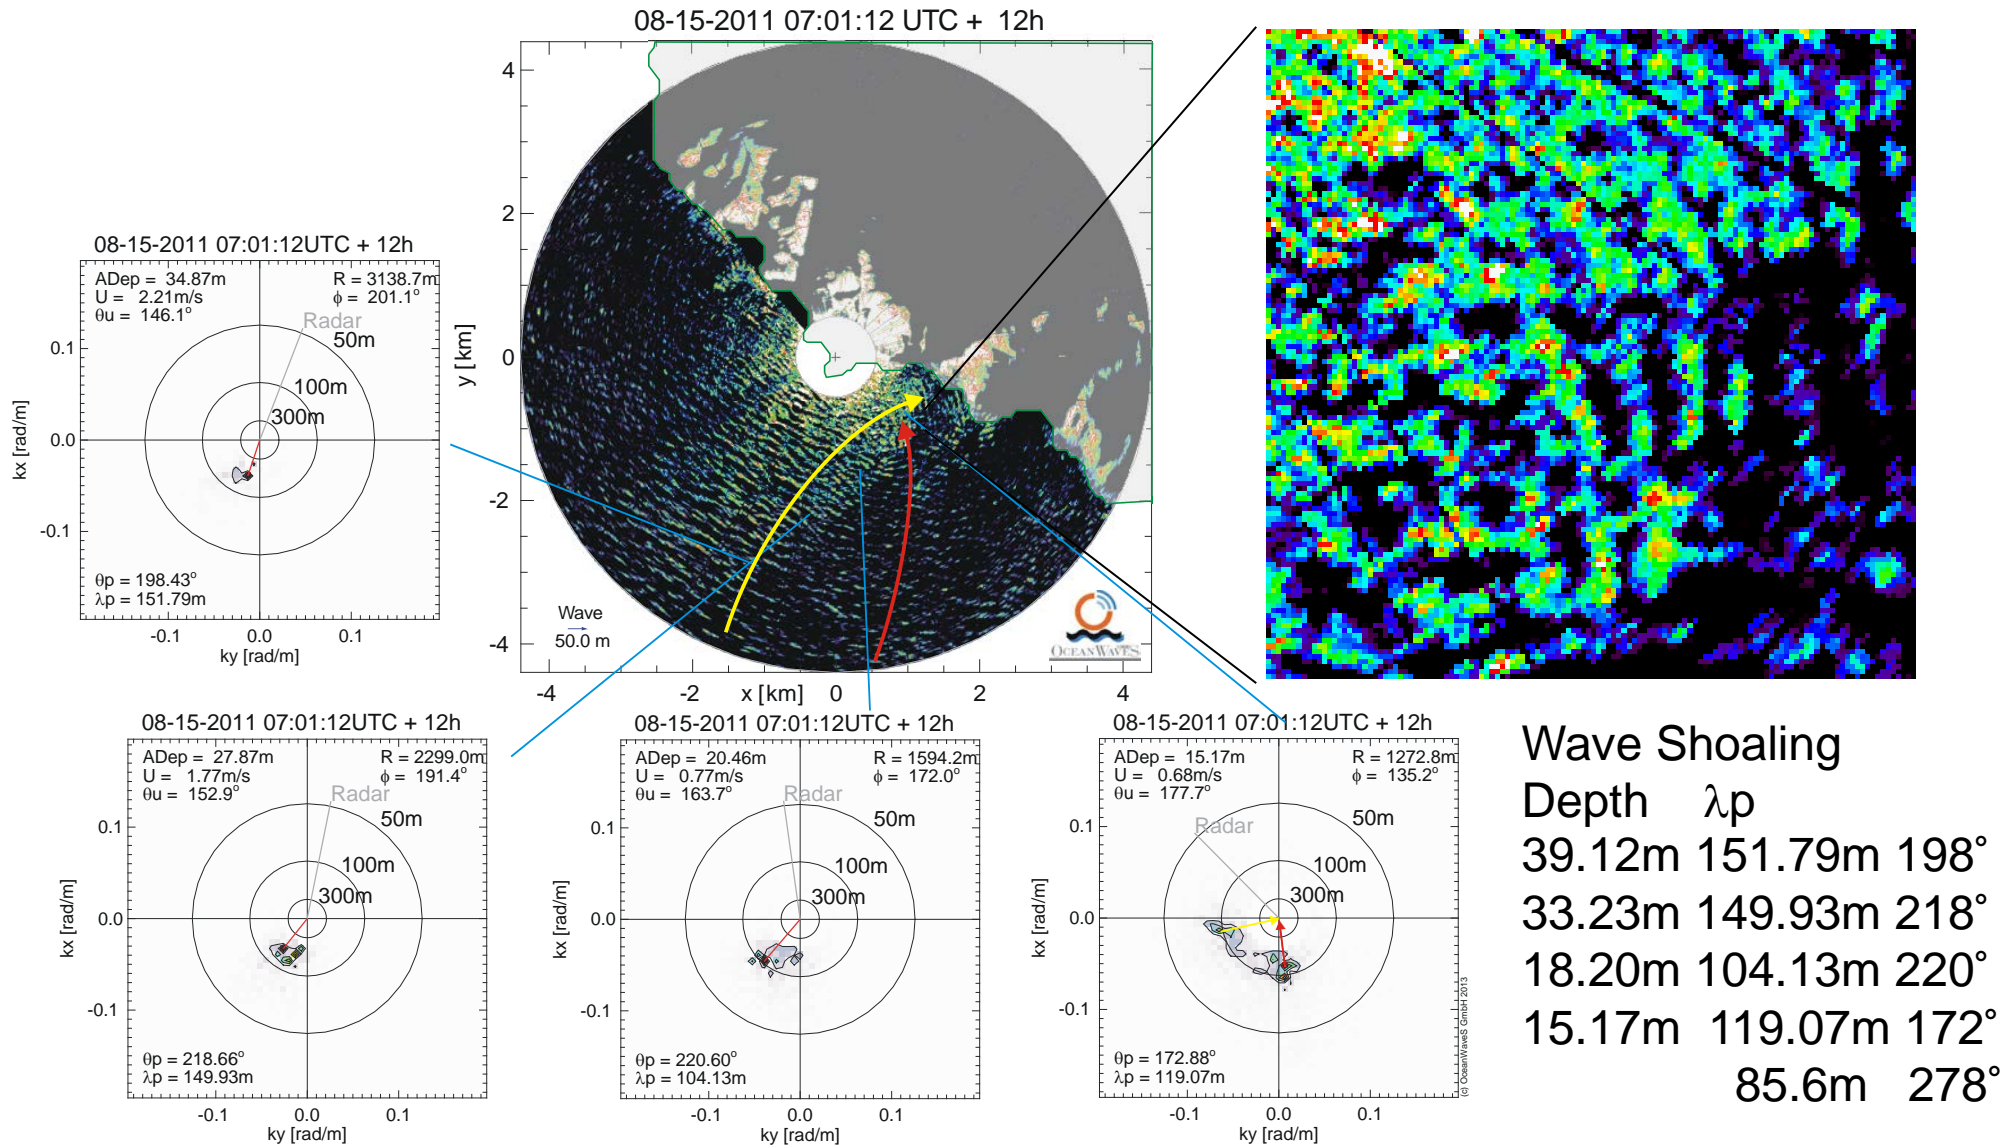 08-15-2011 07:01:12 UTC + 12h
4
2
0
-2
-4
y [km]
-4
-2
x [km]
0
2
4
Wave
50.0 m
OCEANWAVES
08-15-2011 07:01:12UTC + 12h
ADep = 34.87m
R = 3138.7m
U = 2.21m/s
ϕ = 201.1°
θu = 146.1°
Radar
50m
100m
300m
0.1
0.0
-0.1
kx [rad/m]
θp = 198.43°
λp = 151.79m
-0.1
0.0
0.1
ky [rad/m]
08-15-2011 07:01:12UTC + 12h
ADep = 27.87m
R = 2299.0m
U = 1.77m/s
ϕ = 191.4°
θu = 152.9°
Radar
50m
100m
300m
0.1
0.0
-0.1
kx [rad/m]
θp = 218.66°
λp = 149.93m
-0.1
0.0
0.1
ky [rad/m]
08-15-2011 07:01:12UTC + 12h
ADep = 20.46m
R = 1594.2m
U = 0.77m/s
ϕ = 172.0°
θu = 163.7°
Radar
50m
100m
300m
0.1
0.0
-0.1
kx [rad/m]
θp = 220.60°
λp = 104.13m
-0.1
0.0
0.1
ky [rad/m]
08-15-2011 07:01:12UTC + 12h
ADep = 15.17m
R = 1272.8m
U = 0.68m/s
ϕ = 135.2°
θu = 177.7°
Radar
50m
100m
300m
0.1
0.0
-0.1
kx [rad/m]
θp = 172.88°
λp = 119.07m
-0.1
0.0
0.1
ky [rad/m]
(c) OceanWaveS GmbH 2013
Wave Shoaling
Depth λp
39.12m 151.79m 198°
33.23m 149.93m 218°
18.20m 104.13m 220°
15.17m 119.07m 172°
85.6m 278°